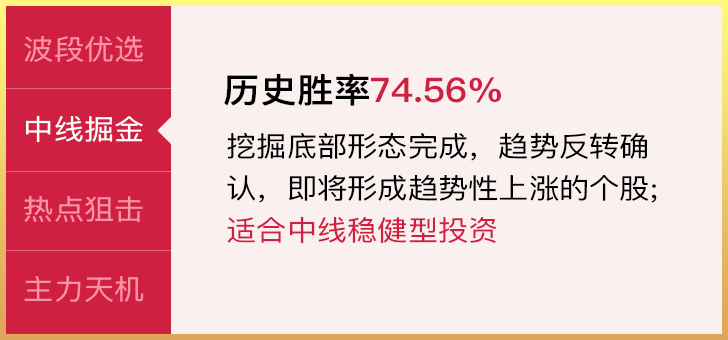 波段优选
中线掘金
热点狙击
主力天机
历史胜率74.56%
挖掘底部形态完成，趋势反转确
认，即将形成趋势性上涨的个股;
适合中线稳健型投资